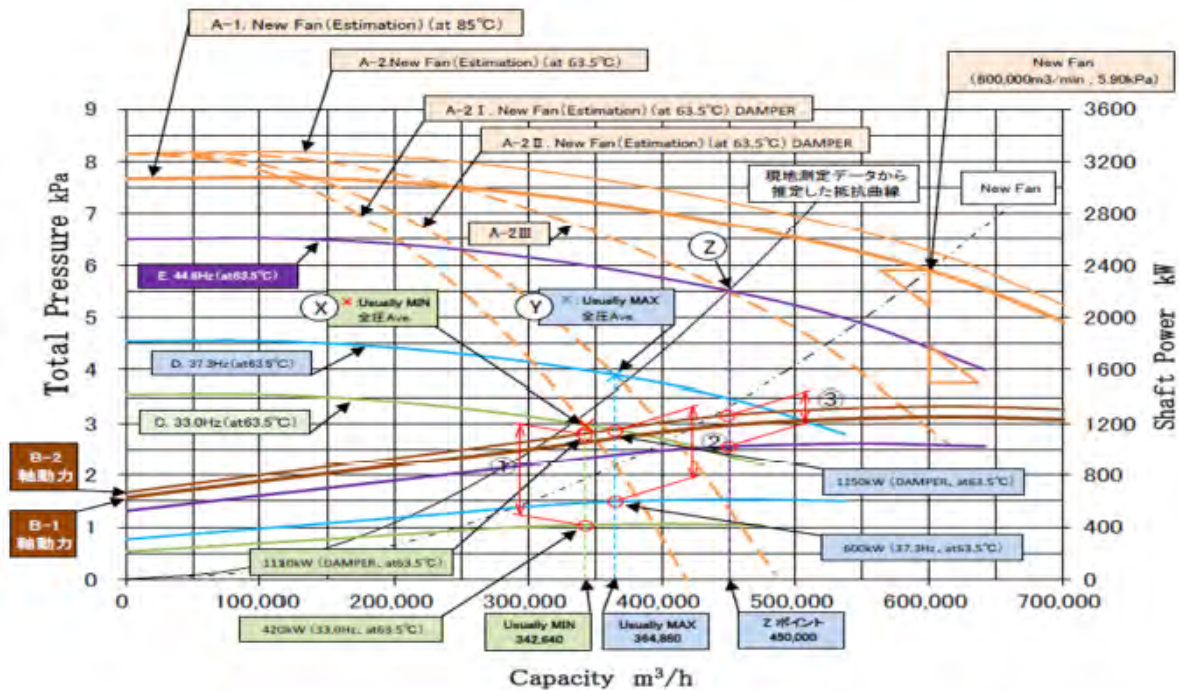 A-1. New Fan(Estimation) (at 85℃)
A-2.New Fan(Estimation) (at 63.5℃)
A-2Ⅰ. New Fan(Estimation) (at 63.5℃) DAMPER
A-2Ⅱ. New Fan(Estimation) (at 63.5℃) DAMPER
New Fan
(600,000m3/min , 5.90kPa)
現地測定データから
推定した抵抗曲線
New Fan
A-2Ⅲ
Z
E. 44.6Hz(at63.5℃)
X
×:Usually MIN
全圧Ave.
Y
×: Usually MAX
全圧Ave.
D. 37.3Hz(at63.5℃)
C. 33.0Hz(at63.5℃)
①
②
③
B-2
軸動力
B-1
軸動力
1150kW (DAMPER, at63.5℃)
600kW (37.3Hz, at63.5℃)
1130kW (DAMPER, at63.5℃)
420kW (33.0Hz, at63.5℃)
Total Pressure kPa
9
8
7
6
5
4
3
2
1
0
Shaft Power kW
3600
3200
2800
2400
2000
1600
1200
800
400
0
0
100,000
200,000
300,000
400,000
500,000
600,000
700,000
Usually MIN
342,640
Usually MAX
364,860
Z ポイント
450,000
Capacity m³/h